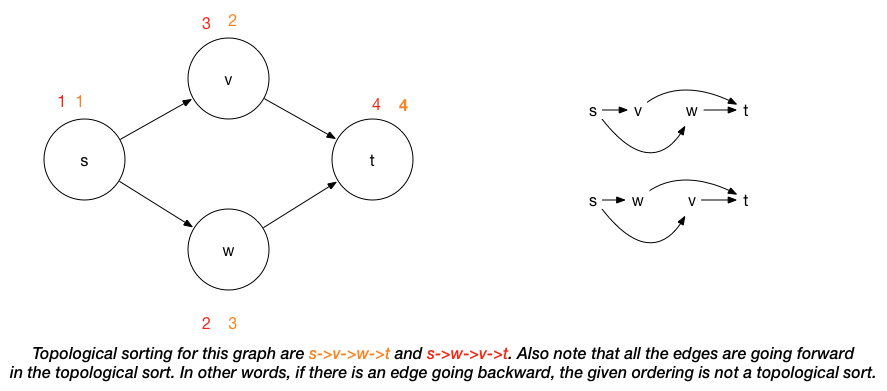 3 2
v
1 1
s
4 4
t
w
2 3
s v w t
s w v t
Topological sorting for this graph are s->v->w->t and s->w->v->t. Also note that all the edges are going forward
in the topological sort. In other words, if there is an edge going backward, the given ordering is not a topological sort.